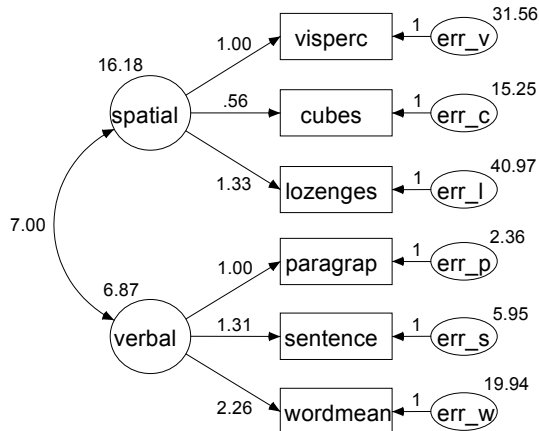 31.56
1.00 visperc 1 err_v
16.18
15.25
spatial .56 cubes 1 err_c
40.97
1.33 lozenges 1 err_l
7.00
2.36
1.00 paragrap 1 err_p
6.87
5.95
verbal 1.31 sentence 1 err_s
19.94
2.26 wordmean 1 err_w